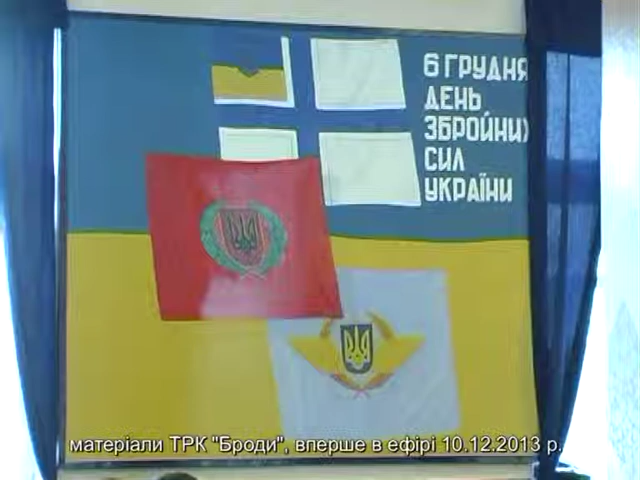 6 ГРУДНЯ
ДЕНЬ
ЗБРОЙНИХ
СИЛ
УКРАЇНИ
матеріали ТРК "Броди", вперше в ефірі 10.12.2013 р.